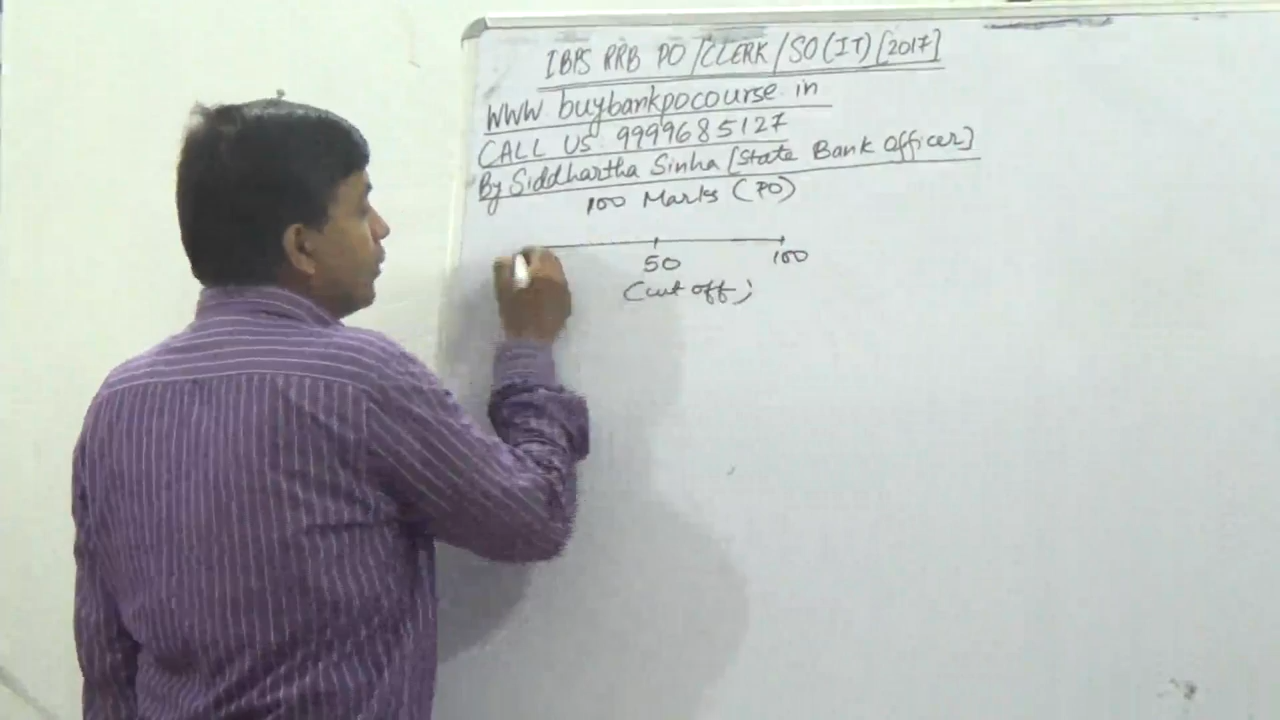 IBPS RRB PO/CLERK/SO(IT)[2017]
WWW buybankpocourse in
CALL US 9999685127
By Siddhartha Sinha [State Bank officer]
100 Marks (PO)
50 100
(cut off)